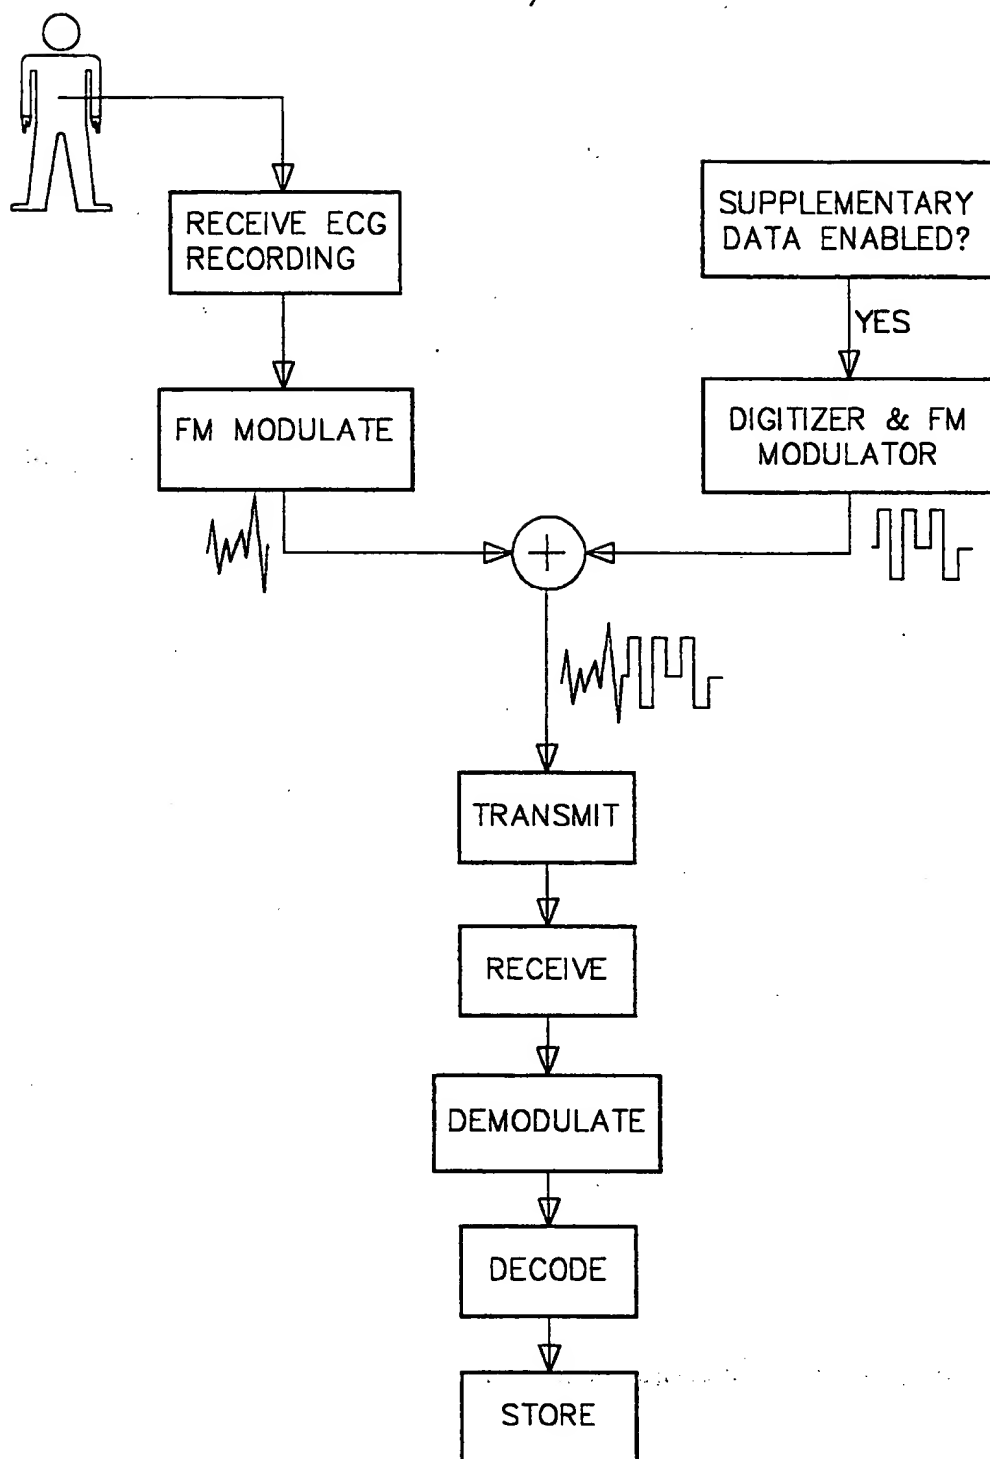 RECEIVE ECG
RECORDING
SUPPLEMENTARY
DATA ENABLED?
YES
FM MODULATE
DIGITIZER & FM
MODULATOR
TRANSMIT
RECEIVE
DEMODULATE
DECODE
STORE